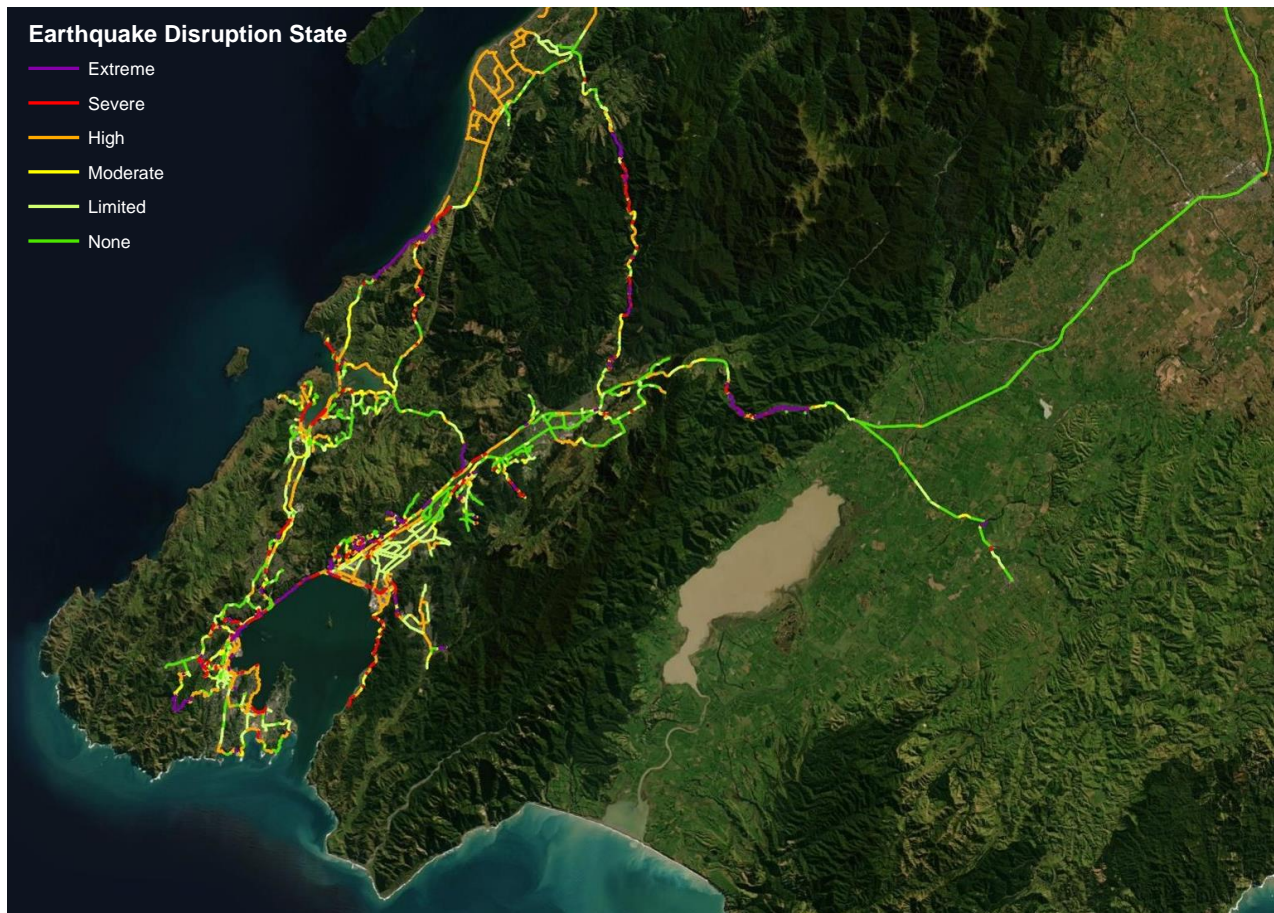 Earthquake Disruption State
Extreme
Severe
High
Moderate
Limited
None